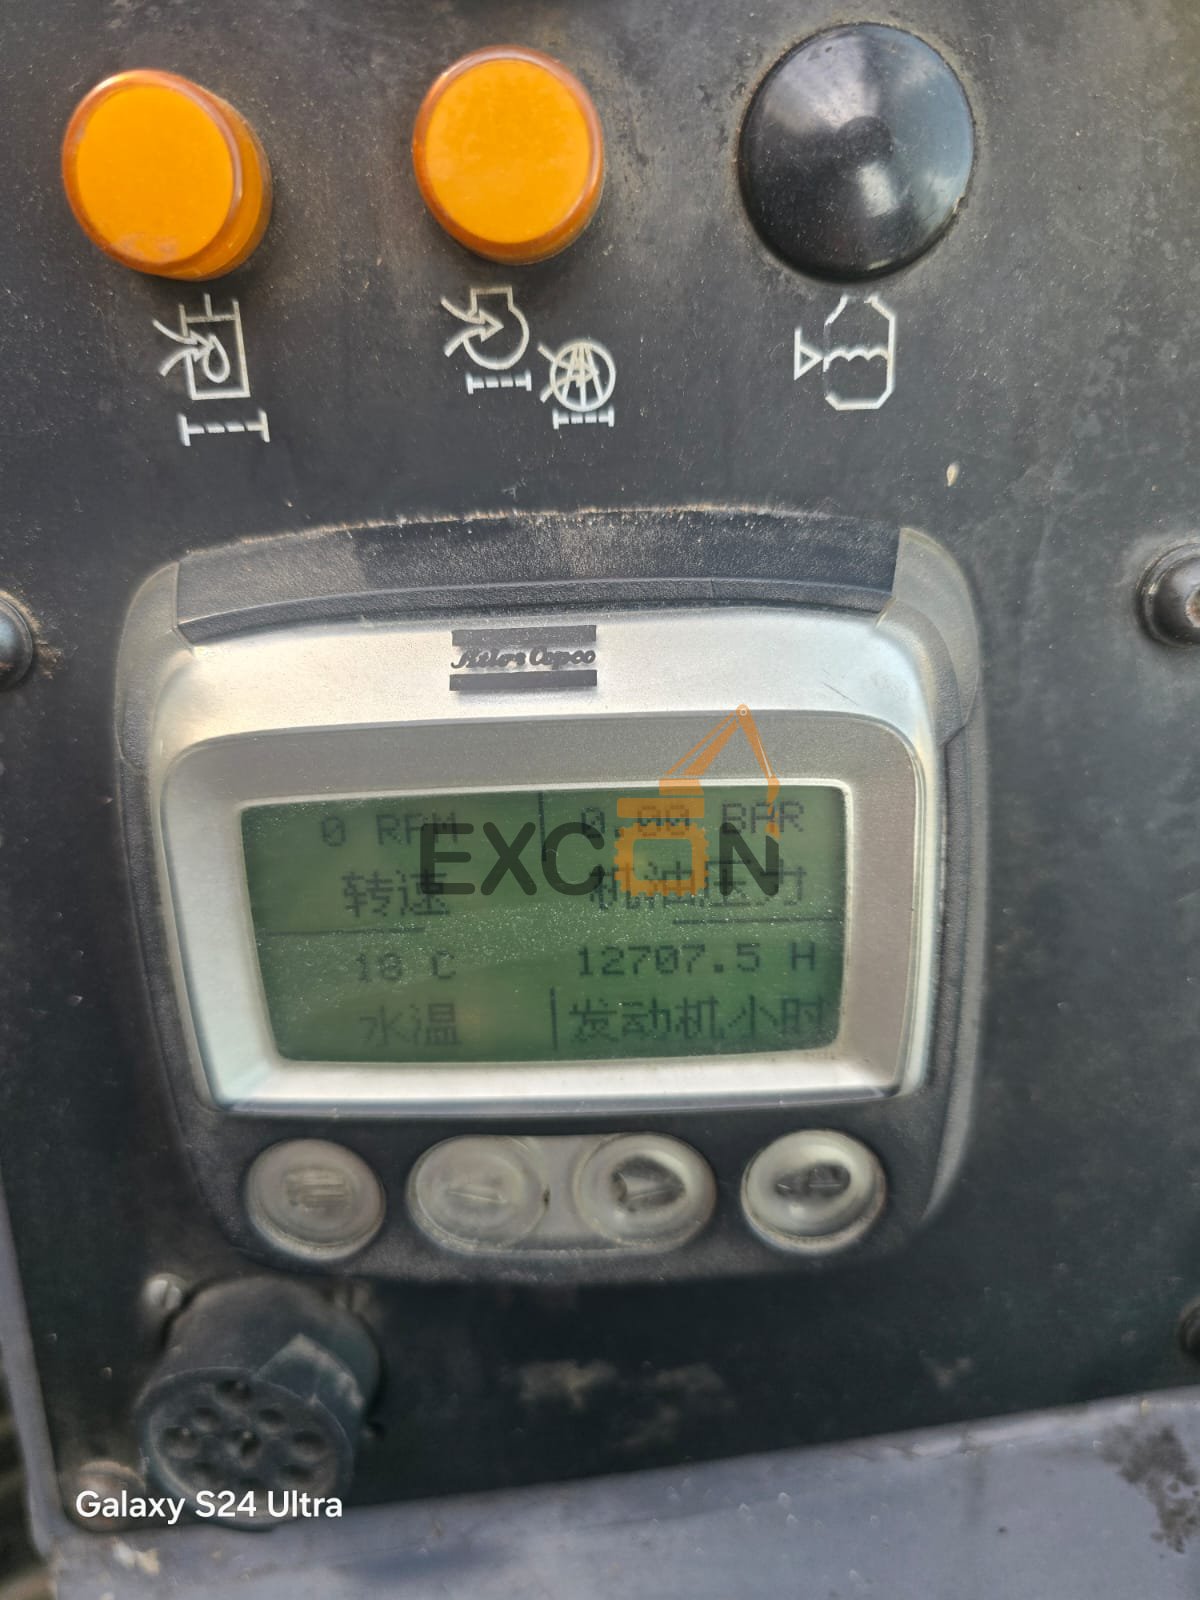 Atlas Copco
0 RPM
0.00 BAR
转速
机油压力
18 C
12707.5 H
水温
发动机小时
EXCON
Galaxy S24 Ultra